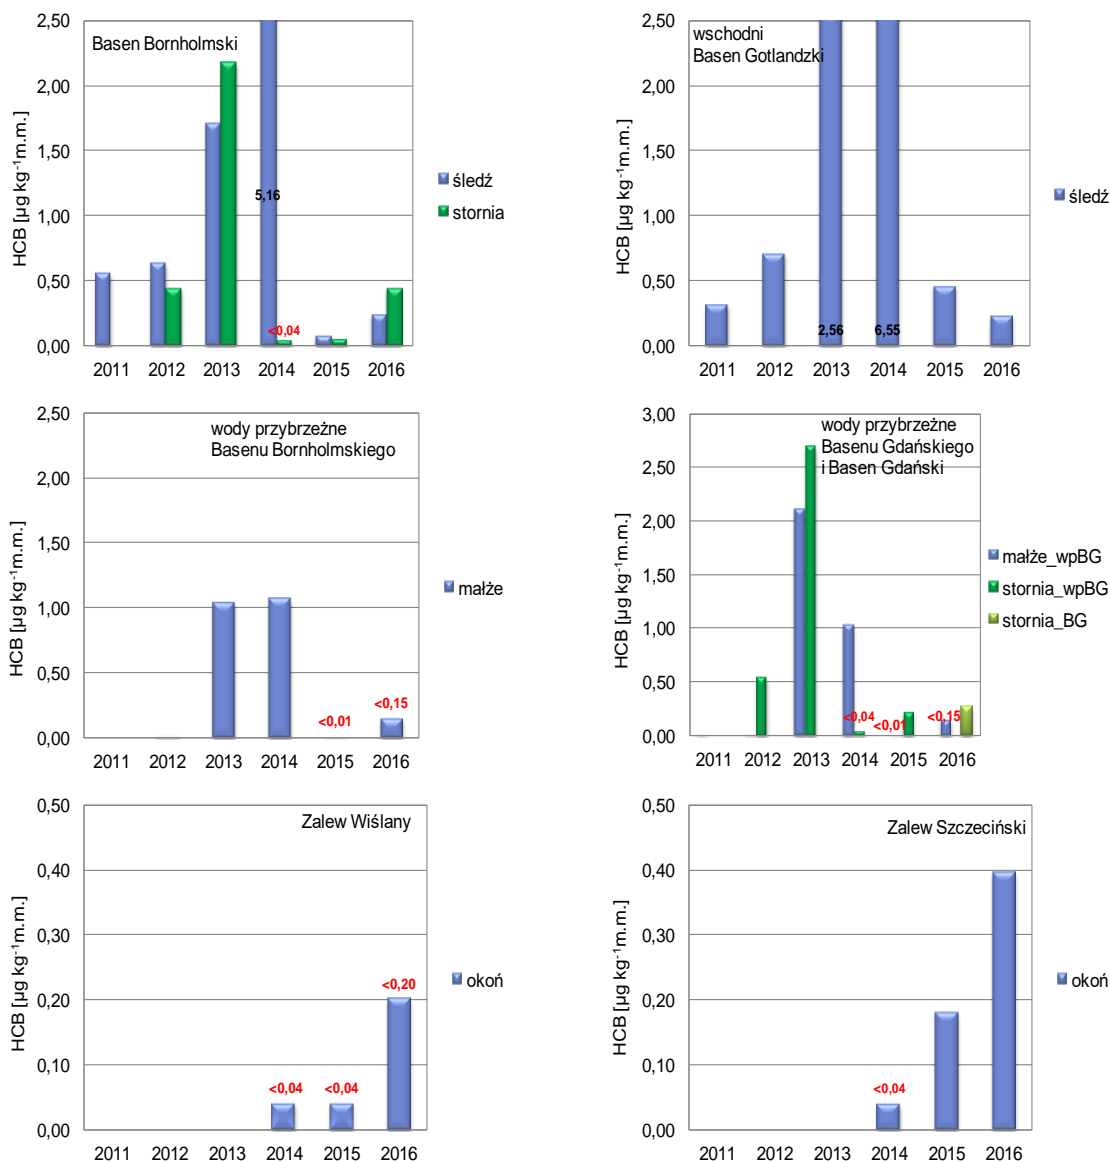 Basen Bornholmski
HCB [µg kg⁻¹m.m.]
2,50
2,00
1,50
1,00
0,50
0,00
5,16
<0,04
2011 2012 2013 2014 2015 2016
śledź
stornia
wschodni
Basen Gotlandzki
HCB [µg kg⁻¹m.m.]
2,50
2,00
1,50
1,00
0,50
0,00
2,56 6,55
2011 2012 2013 2014 2015 2016
śledź
wody przybrzeżne
Basenu Bornholmskiego
HCB [µg kg⁻¹m.m.]
2,50
2,00
1,50
1,00
0,50
0,00
<0,01
<0,15
2011 2012 2013 2014 2015 2016
małże
wody przybrzeżne
Basenu Gdańskiego
i Basen Gdański
HCB [µg kg⁻¹m.m.]
3,00
2,50
2,00
1,50
1,00
0,50
0,00
<0,04
<0,01
<0,15
2011 2012 2013 2014 2015 2016
małże_wpBG
stornia_wpBG
stornia_BG
Zalew Wiślany
HCB [µg kg⁻¹m.m.]
0,50
0,40
0,30
0,20
0,10
0,00
<0,04
<0,04
<0,20
2011 2012 2013 2014 2015 2016
okoń
Zalew Szczeciński
HCB [µg kg⁻¹m.m.]
0,50
0,40
0,30
0,20
0,10
0,00
<0,04
2011 2012 2013 2014 2015 2016
okoń